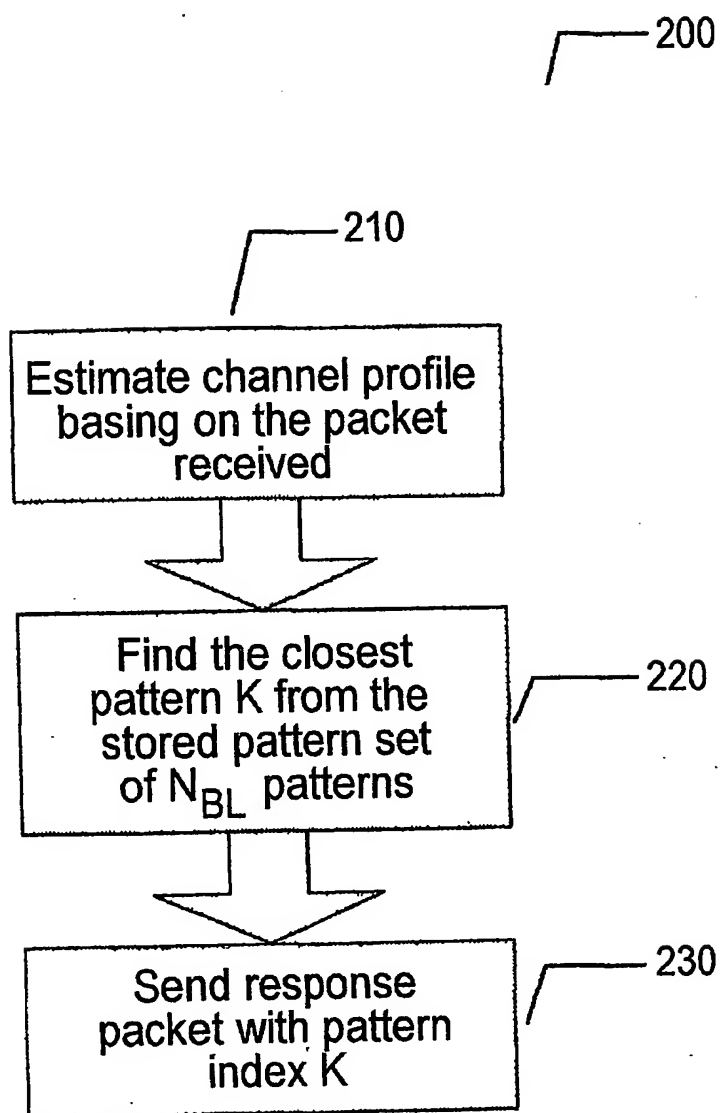 200
210
Estimate channel profile
basing on the packet
received
Find the closest
pattern K from the
stored pattern set
of N_BL patterns
220
Send response
packet with pattern
index K
230